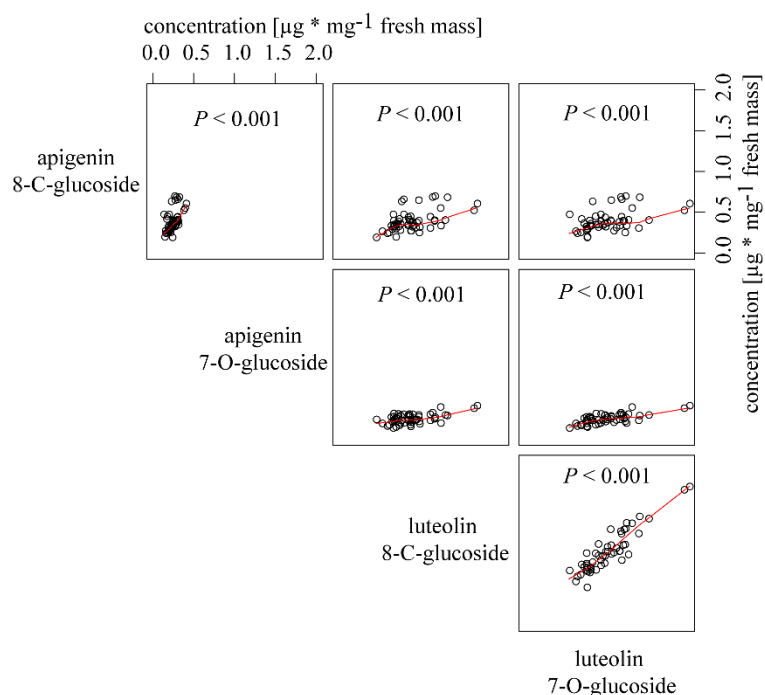 concentration [µg * mg-1 fresh mass]
0.0 0.5 1.0 1.5 2.0
P < 0.001
P < 0.001
P < 0.001
apigenin
8-C-glucoside
0.0 0.5 1.0 1.5 2.0
concentration [µg * mg-1 fresh mass]
P < 0.001
P < 0.001
apigenin
7-O-glucoside
P < 0.001
luteolin
8-C-glucoside
luteolin
7-O-glucoside